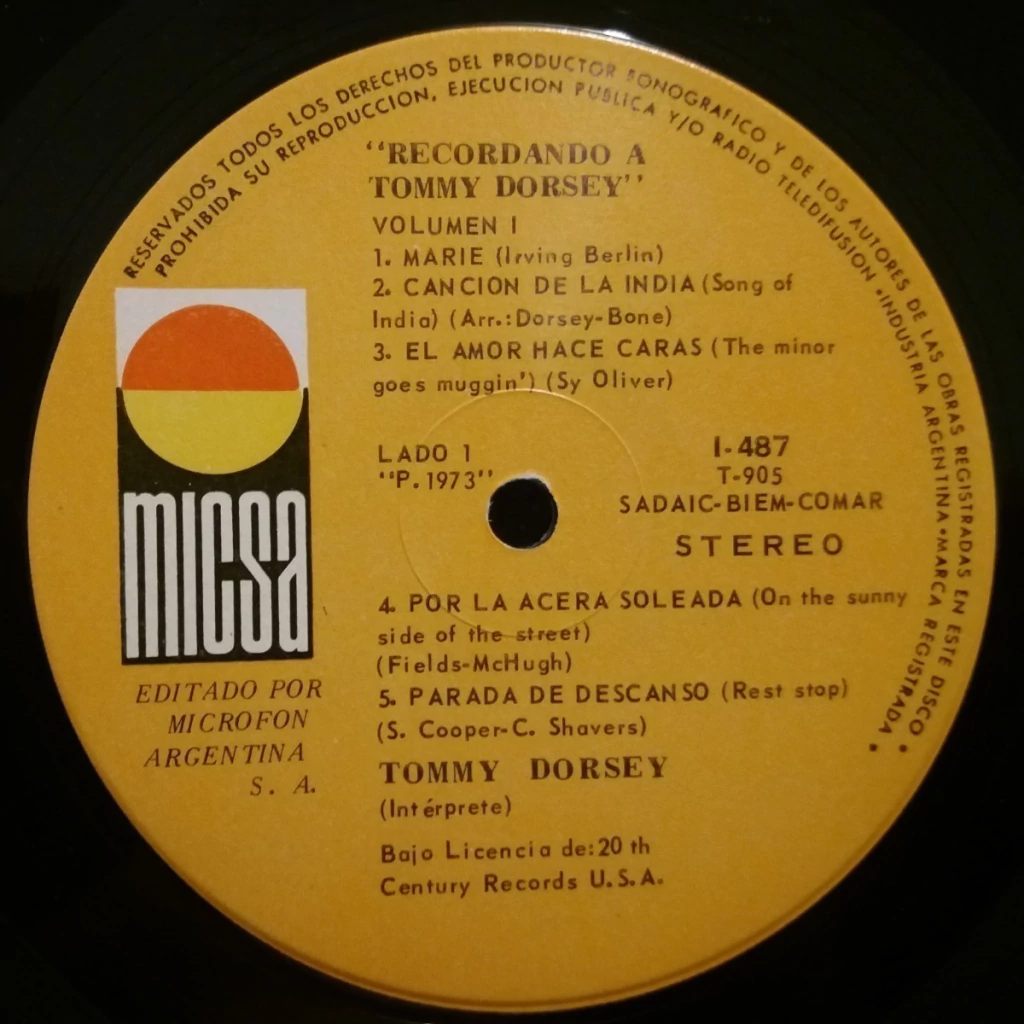 RESERVADOS TODOS LOS DERECHOS DEL PRODUCTOR FONOGRAFICO Y DE LOS AUTORES DE LAS OBRAS REGISTRADAS EN ESTE DISCO •
PROHIBIDA SU REPRODUCCION, EJECUCION PUBLICA Y/O RADIO TELEDIFUSION • INDUSTRIA ARGENTINA • MARCA REGISTRADA •
“RECORDANDO A
TOMMY DORSEY”
VOLUMEN I
1. MARIE (Irving Berlin)
2. CANCION DE LA INDIA (Song of
India) (Arr.: Dorsey-Bone)
3. EL AMOR HACE CARAS (The minor
goes muggin') (Sy Oliver)
LADO 1
“P. 1973”
I-487
T-905
SADAIC-BIEM-COMAR
STEREO
micsa
EDITADO POR
MICROFON
ARGENTINA
S. A.
4. POR LA ACERA SOLEADA (On the sunny
side of the street)
(Fields-McHugh)
5. PARADA DE DESCANSO (Rest stop)
(S. Cooper-C. Shavers)
TOMMY DORSEY
(Intérprete)
Bajo Licencia de: 20 th
Century Records U.S.A.